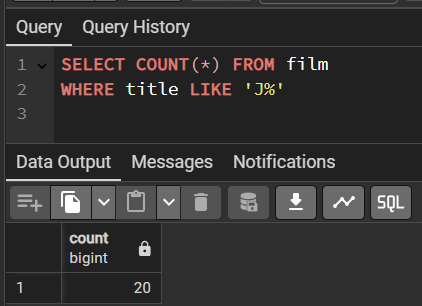 Query Query History
1 SELECT COUNT(*) FROM film
2 WHERE title LIKE 'J%'
3
Data Output Messages Notifications
SQL
count
bigint
1 20